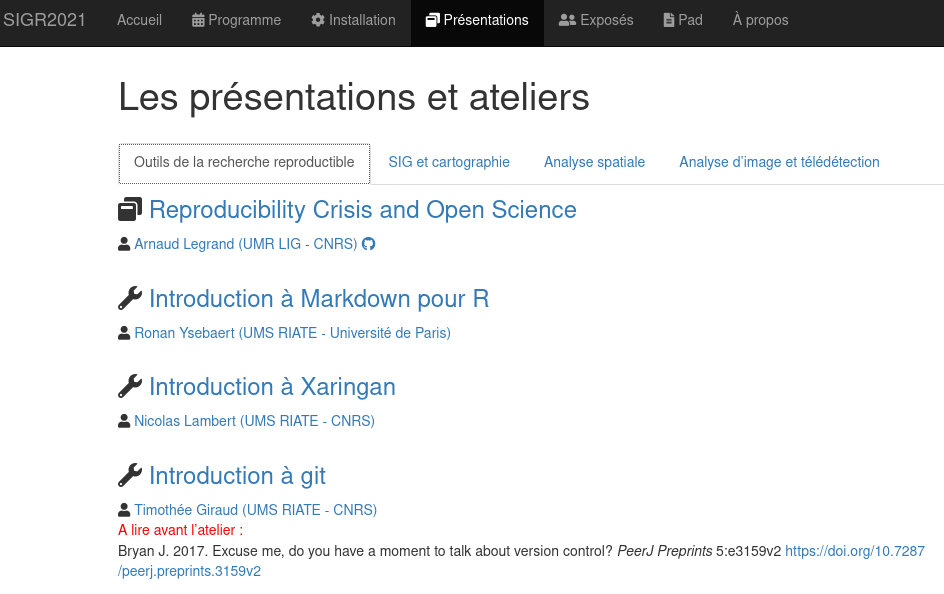 SIGR2021 Accueil Programme Installation Présentations Exposés Pad À propos
Les présentations et ateliers
Outils de la recherche reproductible SIG et cartographie Analyse spatiale Analyse d'image et télédétection
Reproducibility Crisis and Open Science
Arnaud Legrand (UMR LIG - CNRS)
Introduction à Markdown pour R
Ronan Ysebaert (UMS RIATE - Université de Paris)
Introduction à Xaringan
Nicolas Lambert (UMS RIATE - CNRS)
Introduction à git
Timothée Giraud (UMS RIATE - CNRS)
A lire avant l'atelier :
Bryan J. 2017. Excuse me, do you have a moment to talk about version control? PeerJ Preprints 5:e3159v2 https://doi.org/10.7287
/peerj.preprints.3159v2